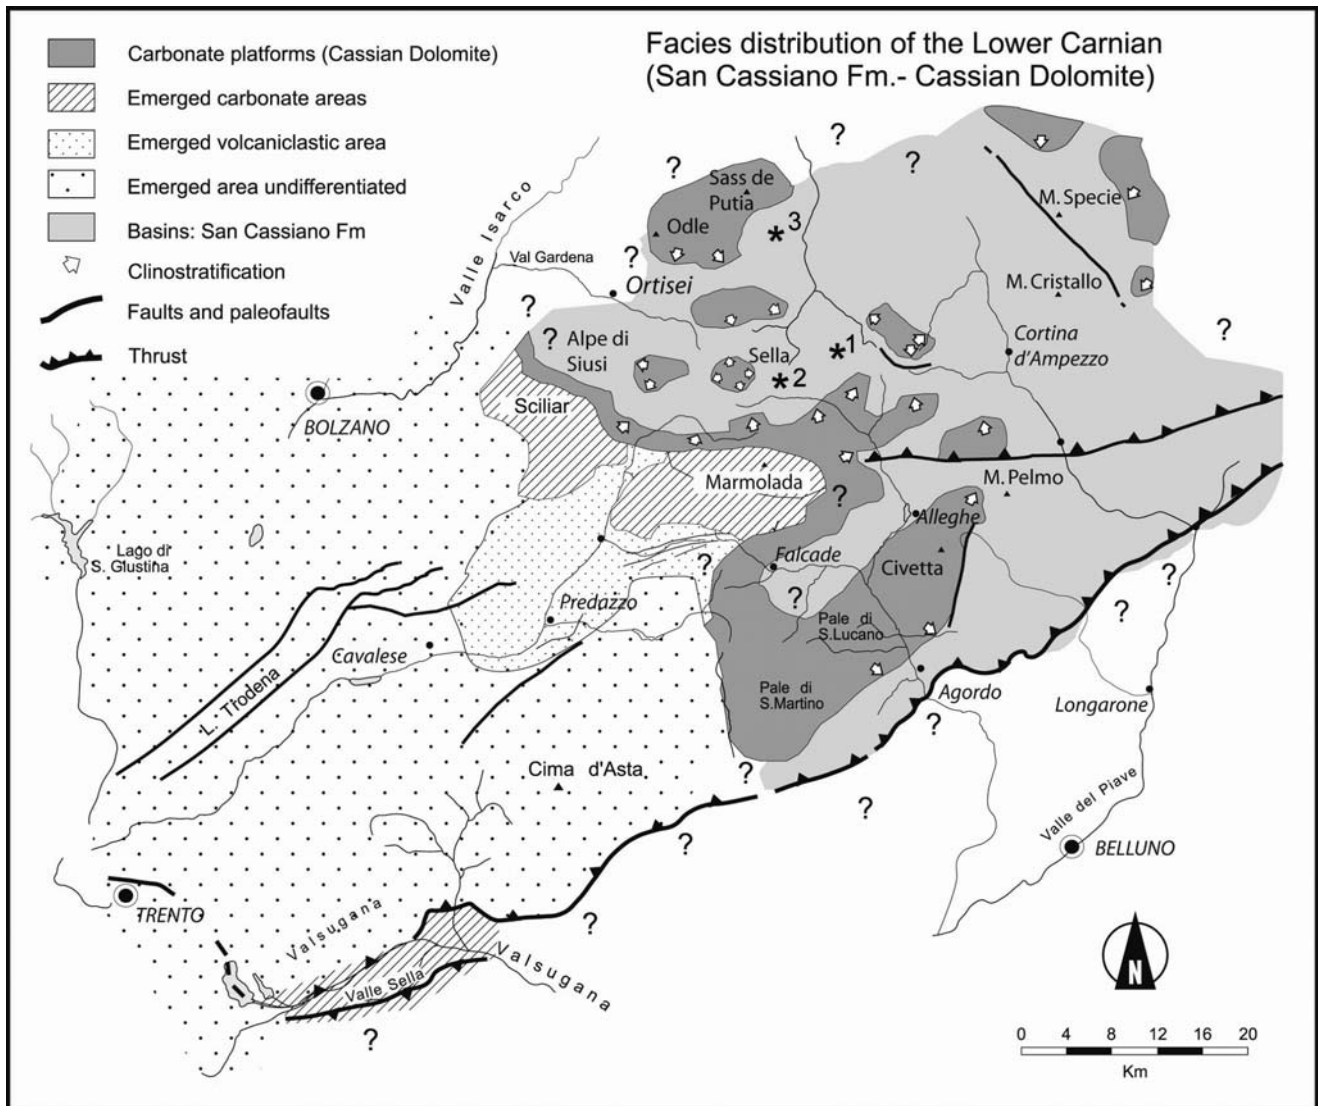 Facies distribution of the Lower Carnian
(San Cassiano Fm.- Cassian Dolomite)
Carbonate platforms (Cassian Dolomite)
Emerged carbonate areas
Emerged volcaniclastic area
Emerged area undifferentiated
Basins: San Cassiano Fm
Clinostratification
Faults and paleofaults
Thrust
?
?
?
Sass de
Putia
Odle
*3
M. Specie
Valle Isarco
Val Gardena
?
Ortisei
M. Cristallo
?
?
?
Alpe di
Siusi
Sella
*1
*2
Cortina
d'Ampezzo
BOLZANO
Sciliar
Marmolada
?
M. Pelmo
Alleghe
Lago di
S. Giustina
Falcade
?
Civetta
?
?
?
Predazzo
Pale di
S.Lucano
Cavalese
L. Trodena
Pale di
S.Martino
Agordo
Longarone
?
Cima d'Asta
?
?
?
Valle del Piave
BELLUNO
TRENTO
Valsugana
?
Valsugana
Valle Sella
?
N
0 4 8 12 16 20
Km